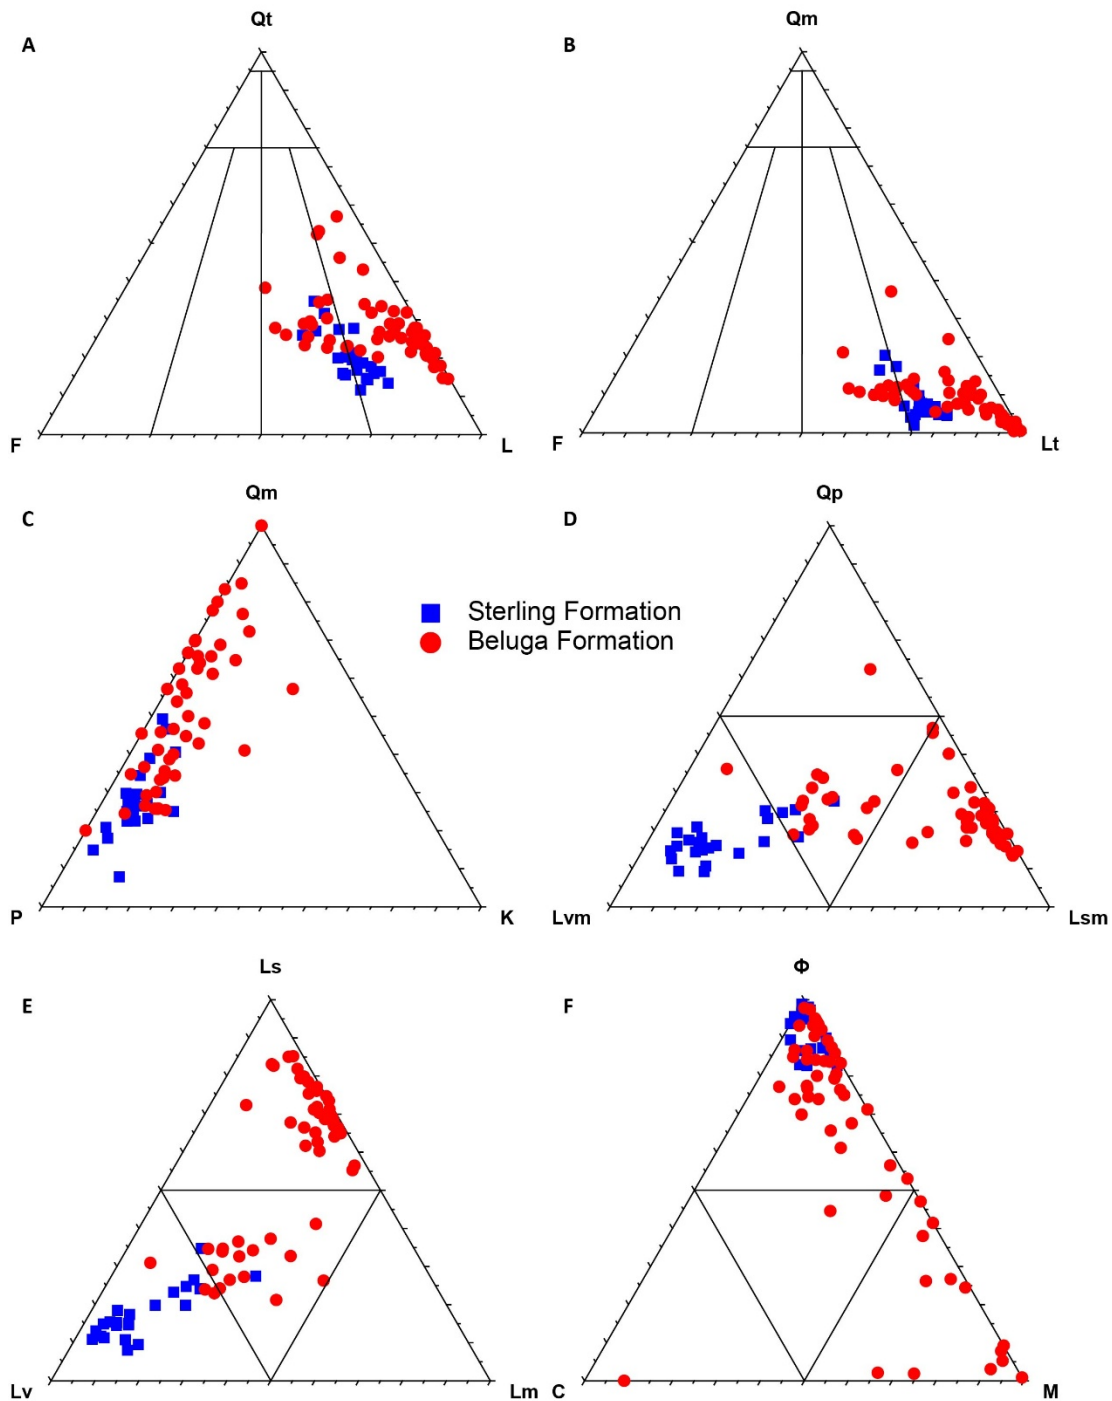 Qt
A
F
L
Qm
B
F
Lt
Qm
C
P
K
Qp
D
Lvm
Lsm
Sterling Formation
Beluga Formation
Ls
E
Lv
Lm
Φ
F
C
M